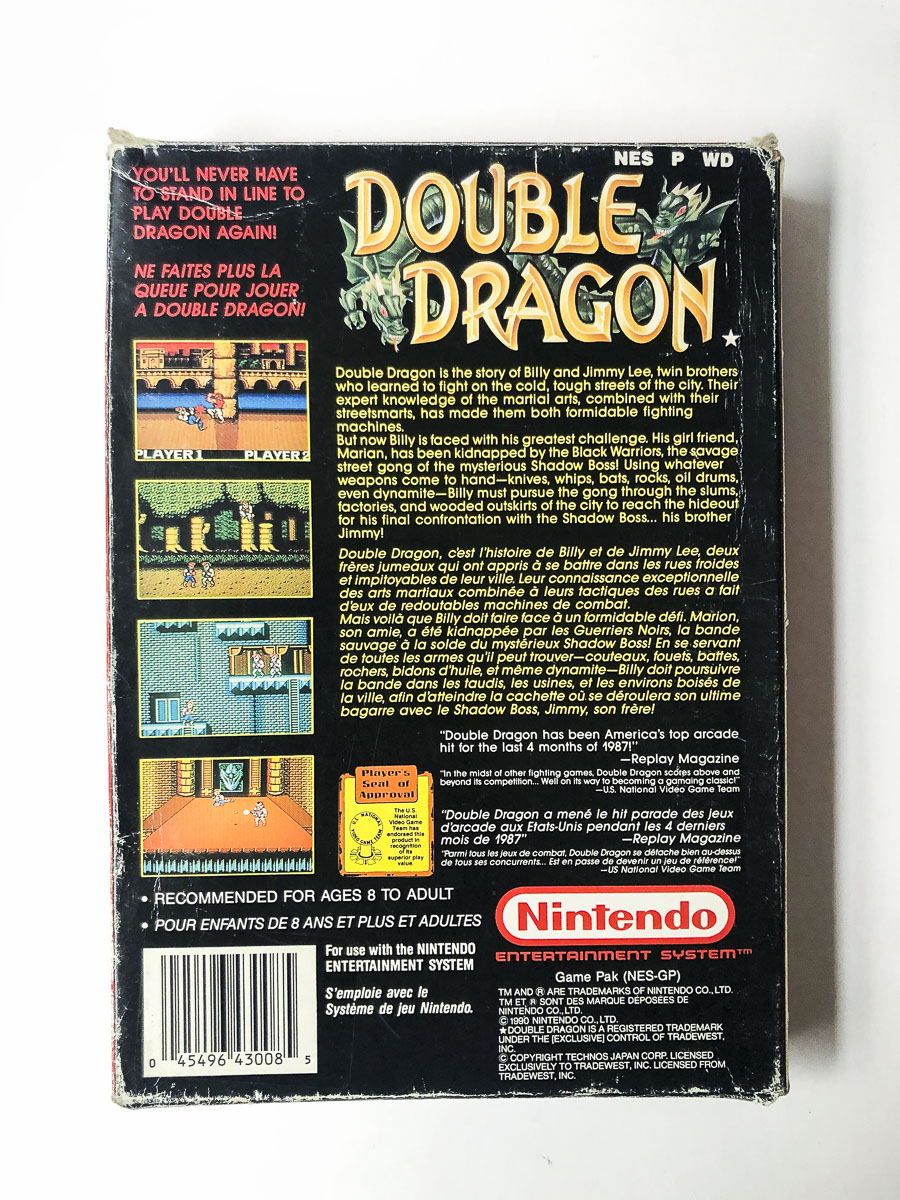 NES P WD
YOU'LL NEVER HAVE
TO STAND IN LINE TO
PLAY DOUBLE
DRAGON AGAIN!
NE FAITES PLUS LA
QUEUE POUR JOUER
A DOUBLE DRAGON!
PLAYER 1 PLAYER 2
DOUBLE
DRAGON
★
Double Dragon is the story of Billy and Jimmy Lee, twin brothers
who learned to fight on the cold, tough streets of the city. Their
expert knowledge of the martial arts, combined with their
streetsmarts, has made them both formidable fighting
machines.
But now Billy is faced with his greatest challenge. His girl friend,
Marian, has been kidnapped by the Black Warriors, the savage
street gong of the mysterious Shadow Boss! Using whatever
weapons come to hand—knives, whips, bats, rocks, oil drums,
even dynamite—Billy must pursue the gong through the slums,
factories, and wooded outskirts of the city to reach the hideout
for his final confrontation with the Shadow Boss... his brother
Jimmy!
Double Dragon, c'est l'histoire de Billy et de Jimmy Lee, deux
frères jumeaux qui ont appris à se battre dans les rues froides
et impitoyables de leur ville. Leur connaissance exceptionnelle
des arts martiaux combinée à leurs tactiques des rues a fait
d'eux de redoutables machines de combat.
Mais voilà que Billy doit faire face à un formidable défi. Marion,
son amie, a été kidnappée par les Guerriers Noirs, la bande
sauvage à la solde du mystérieux Shadow Boss! En se servant
de toutes les armes qu'il peut trouver—couteaux, fouets, battes,
rochers, bidons d'huile, et même dynamite—Billy doit poursuivre
la bande dans les taudis, les usines, et les environs boisés de
la ville, afin d'atteindre la cachette où se déroulera son ultime
bagarre avec le Shadow Boss, Jimmy, son frère!
"Double Dragon has been America's top arcade
hit for the last 4 months of 1987!"
—Replay Magazine
"In the midst of other fighting games, Double Dragon scores above and
beyond its competition... Well on its way to becoming a gamaing classic!"
—U.S. National Video Game Team
"Double Dragon a mené le hit parade des jeux
d'arcade aux Etats-Unis pendant les 4 derniers
mois de 1987" —Replay Magazine
"Parmi tous les jeux de combat, Double Dragon se détache bien au-dessus
de tous ses concurrents... Est en passe de devenir un jeu de référence!"
—US National Video Game Team
Player's
Seal of
Approval
U.S. NATIONAL
VIDEO GAME TEAM
The U.S.
National
Video Game
Team has
endorsed this
product in
recognition
of its
superior play
value.
• RECOMMENDED FOR AGES 8 TO ADULT
• POUR ENFANTS DE 8 ANS ET PLUS ET ADULTES
0 45496 43008 5
For use with the NINTENDO
ENTERTAINMENT SYSTEM
S'emploie avec le
Système de jeu Nintendo.
Nintendo
ENTERTAINMENT SYSTEM™
Game Pak (NES-GP)
TM AND ® ARE TRADEMARKS OF NINTENDO CO., LTD.
TM ET ® SONT DES MARQUE DÉPOSÉES DE
NINTENDO CO., LTD.
© 1990 NINTENDO CO., LTD.
★DOUBLE DRAGON IS A REGISTERED TRADEMARK
UNDER THE [EXCLUSIVE] CONTROL OF TRADEWEST,
INC.
© COPYRIGHT TECHNOS JAPAN CORP. LICENSED
EXCLUSIVELY TO TRADEWEST, INC. LICENSED FROM
TRADEWEST, INC.